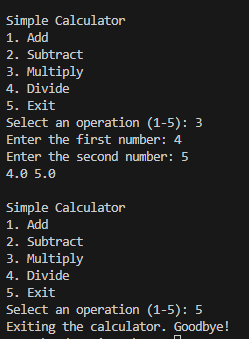 Simple Calculator
1. Add
2. Subtract
3. Multiply
4. Divide
5. Exit
Select an operation (1-5): 3
Enter the first number: 4
Enter the second number: 5
4.0 5.0

Simple Calculator
1. Add
2. Subtract
3. Multiply
4. Divide
5. Exit
Select an operation (1-5): 5
Exiting the calculator. Goodbye!